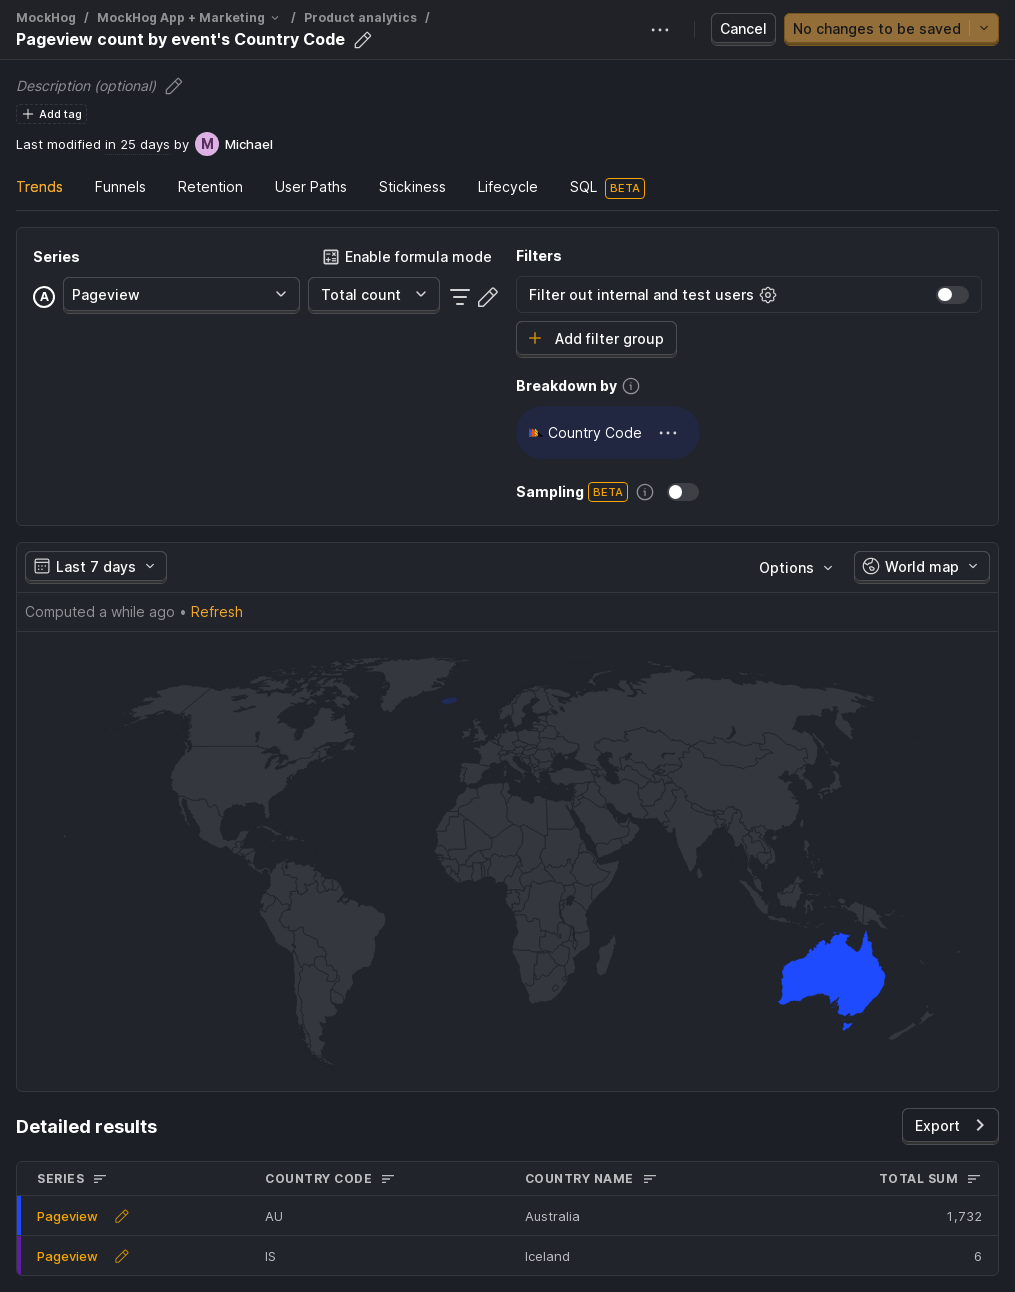 MockHog / MockHog App + Marketing / Product analytics /
Pageview count by event's Country Code
Cancel
No changes to be saved
Description (optional)
Add tag
Last modified in 25 days by M Michael
Trends Funnels Retention User Paths Stickiness Lifecycle SQL BETA
Series
Enable formula mode
A Pageview Total count
Filters
Filter out internal and test users
Add filter group
Breakdown by
Country Code
Sampling BETA
Last 7 days
Options
World map
Computed a while ago • Refresh
Detailed results
Export
SERIES COUNTRY CODE COUNTRY NAME TOTAL SUM
Pageview AU Australia 1,732
Pageview IS Iceland 6